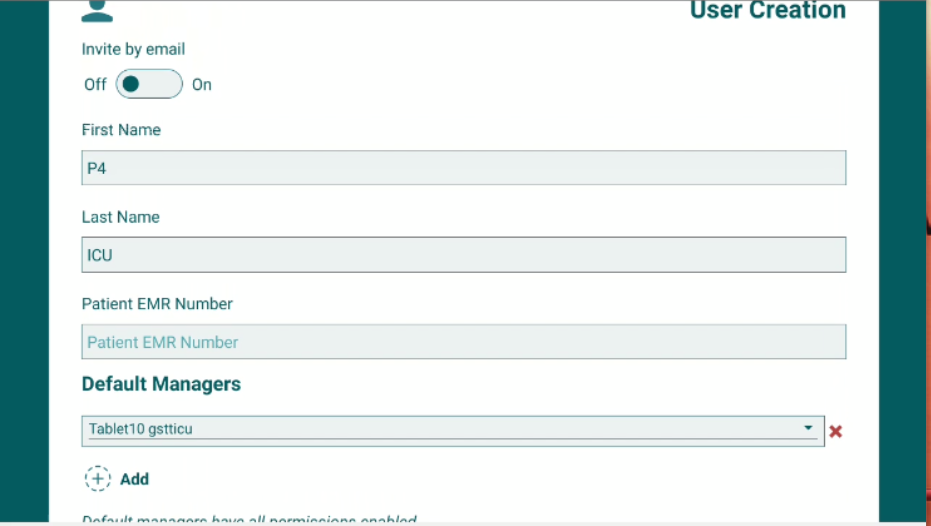 User Creation
Invite by email
Off On
First Name
P4
Last Name
ICU
Patient EMR Number
Patient EMR Number
Default Managers
Tablet10 gstticu
Add
Default managers have all permissions enabled